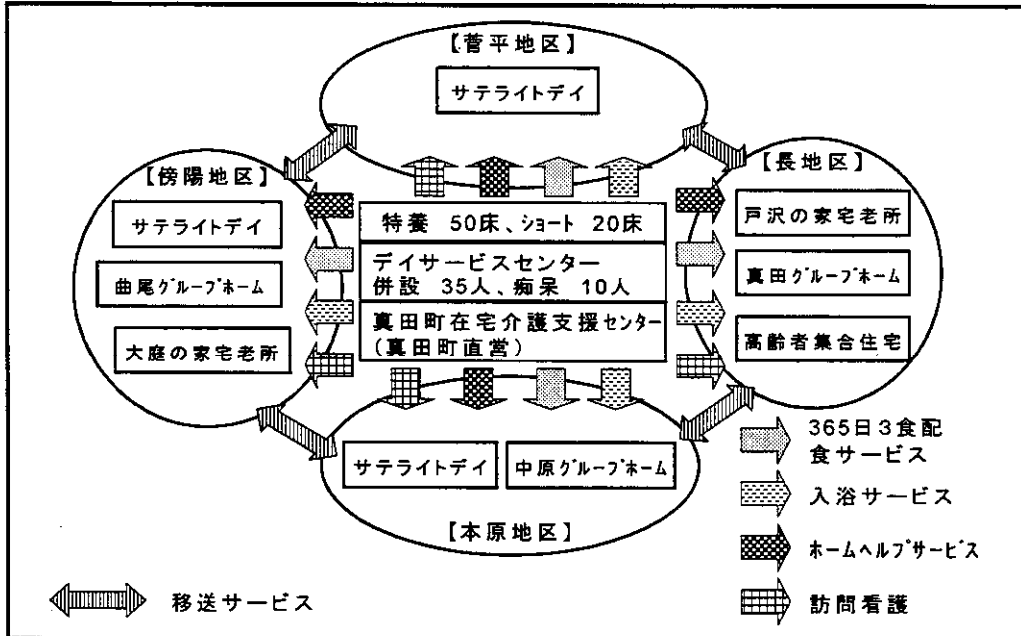 【菅平地区】
サテライトデイ
【傍陽地区】
サテライトデイ
曲尾グループホーム
大庭の家宅老所
特養 50床、ショート 20床
デイサービスセンター
併設 35人、痴呆 10人
真田町在宅介護支援センター
(真田町直営)
【長地区】
戸沢の家宅老所
真田グループホーム
高齢者集合住宅
サテライトデイ
中原グループホーム
【本原地区】
365日3食配
食サービス
入浴サービス
ホームヘルプサービス
訪問看護
移送サービス